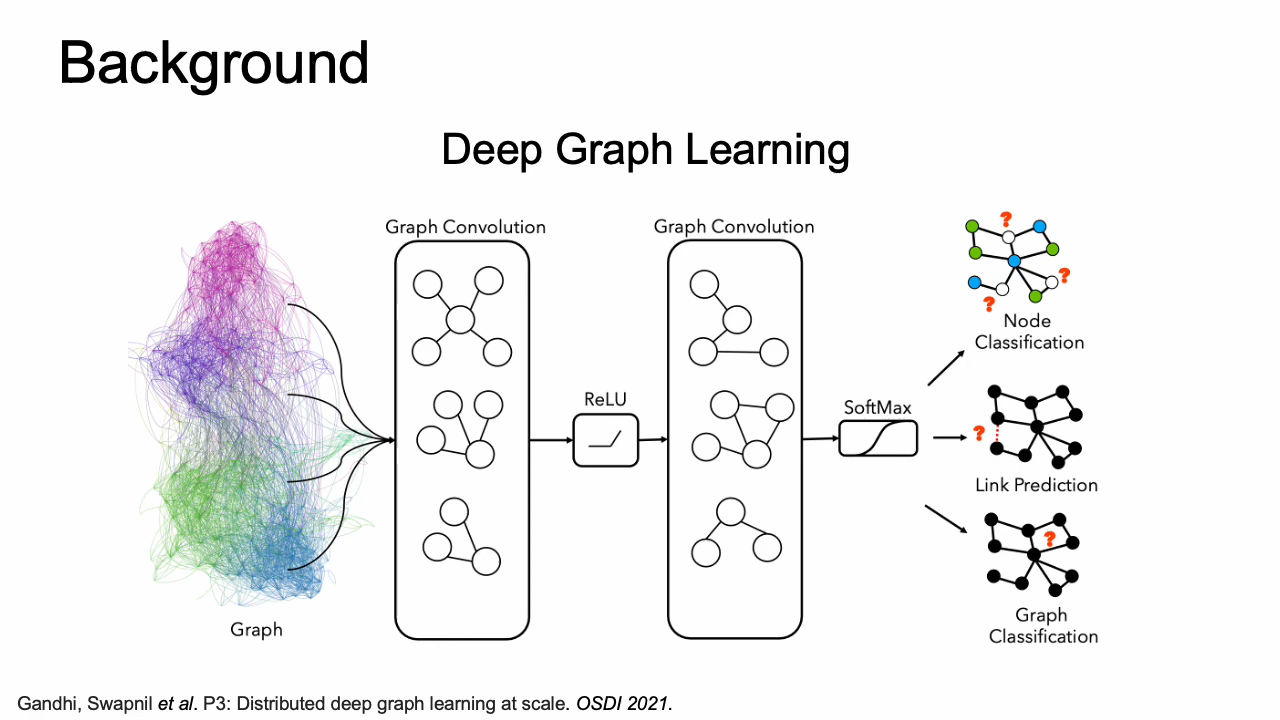 Background
Deep Graph Learning
Graph
Graph Convolution
ReLU
Graph Convolution
SoftMax
?
?
?
Node
Classification
?
Link Prediction
?
Graph
Classification
Gandhi, Swapnil et al. P3: Distributed deep graph learning at scale. OSDI 2021.